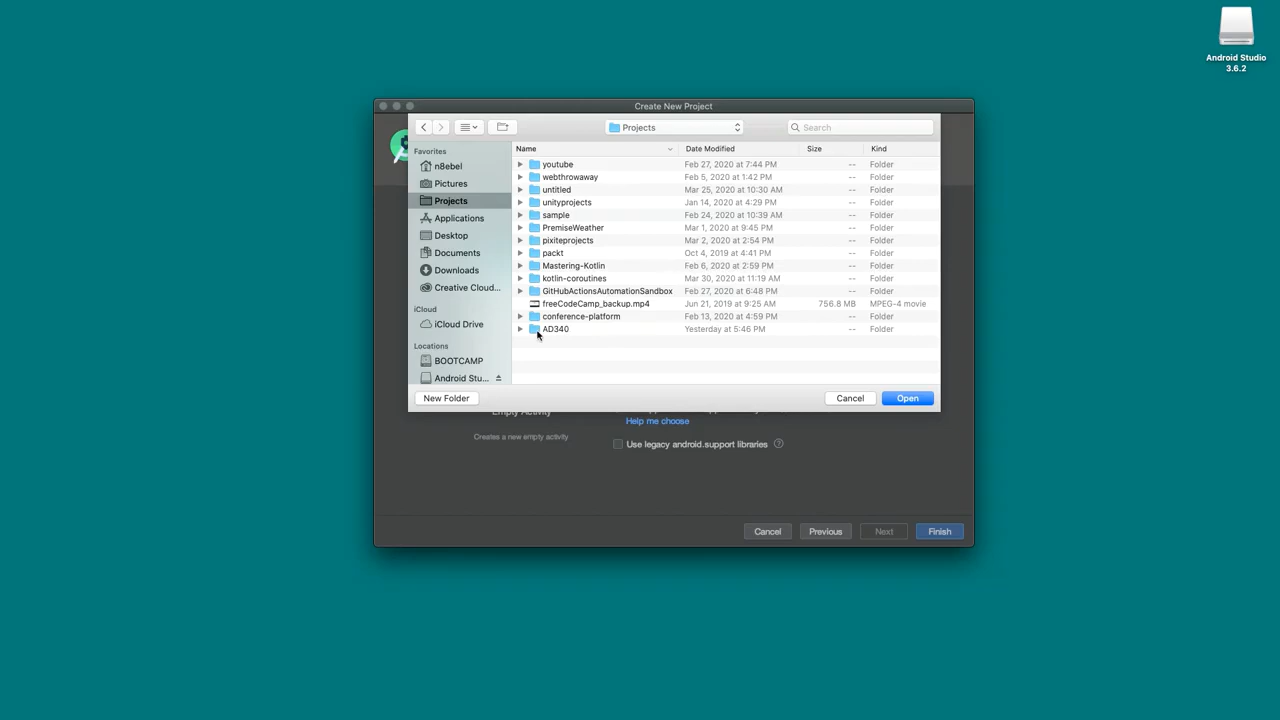 Android Studio
3.6.2
Create New Project
Projects
Search
Favorites
n8ebel
Pictures
Projects
Applications
Desktop
Documents
Downloads
Creative Cloud...
iCloud
iCloud Drive
Locations
BOOTCAMP
Android Stu...
Name Date Modified Size Kind
youtube Feb 27, 2020 at 7:44 PM -- Folder
webthrowaway Feb 5, 2020 at 1:42 PM -- Folder
untitled Mar 25, 2020 at 10:30 AM -- Folder
unityprojects Jan 14, 2020 at 4:29 PM -- Folder
sample Feb 24, 2020 at 10:39 AM -- Folder
PremiseWeather Mar 1, 2020 at 9:45 PM -- Folder
pixiteprojects Mar 2, 2020 at 2:54 PM -- Folder
packt Oct 4, 2019 at 4:41 PM -- Folder
Mastering-Kotlin Feb 6, 2020 at 2:59 PM -- Folder
kotlin-coroutines Mar 30, 2020 at 11:19 AM -- Folder
GitHubActionsAutomationSandbox Feb 27, 2020 at 6:48 PM -- Folder
freeCodeCamp_backup.mp4 Jun 21, 2019 at 9:25 AM 756.8 MB MPEG-4 movie
conference-platform Feb 13, 2020 at 4:59 PM -- Folder
AD340 Yesterday at 5:46 PM -- Folder
New Folder Cancel Open
Empty Activity
Help me choose
Creates a new empty activity
Use legacy android.support libraries ?
Cancel Previous Next Finish